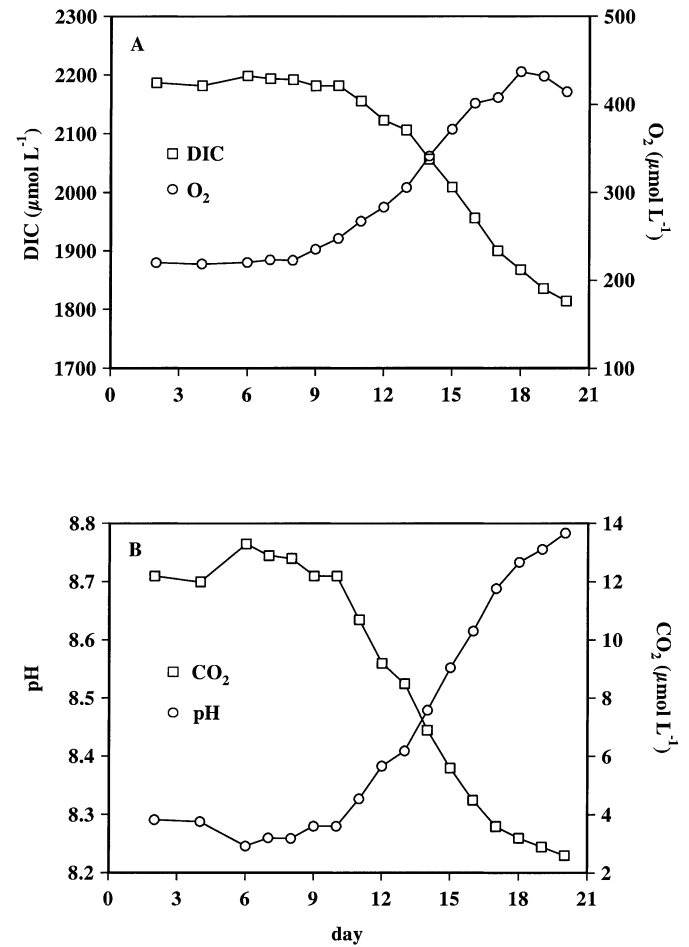 2300
2200
2100
2000
1900
1800
1700
DIC (μmol L⁻¹)
A
DIC
O₂
500
400
300
200
100
O₂ (μmol L⁻¹)
0 3 6 9 12 15 18 21
8.8
8.7
8.6
8.5
8.4
8.3
8.2
pH
B
CO₂
pH
14
12
10
8
6
4
2
CO₂ (μmol L⁻¹)
0 3 6 9 12 15 18 21
day